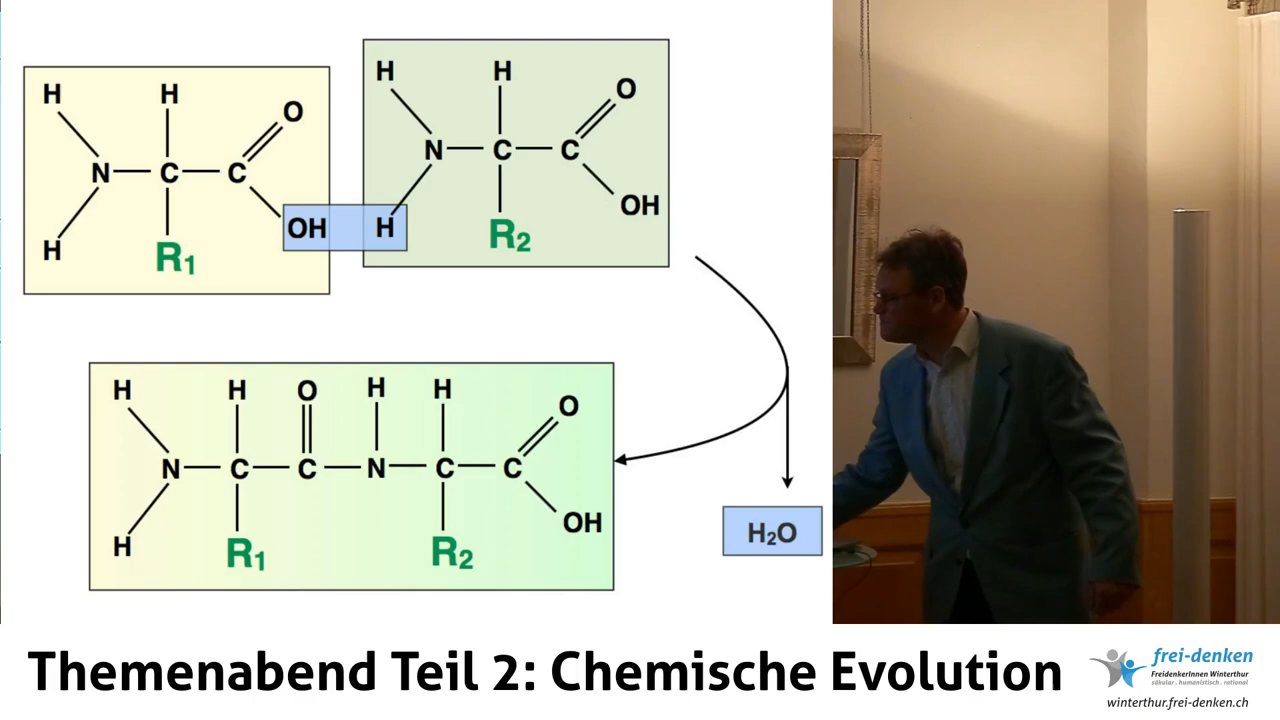 H H O
N C C
H R1 OH
H H O
N C C
H R2 OH
H H O H H O
N C C N C C
H R1 R2 OH
H2O
Themenabend Teil 2: Chemische Evolution
frei-denken
FreidenkerInnen Winterthur
säkular . humanistisch . rational
winterthur.frei-denken.ch